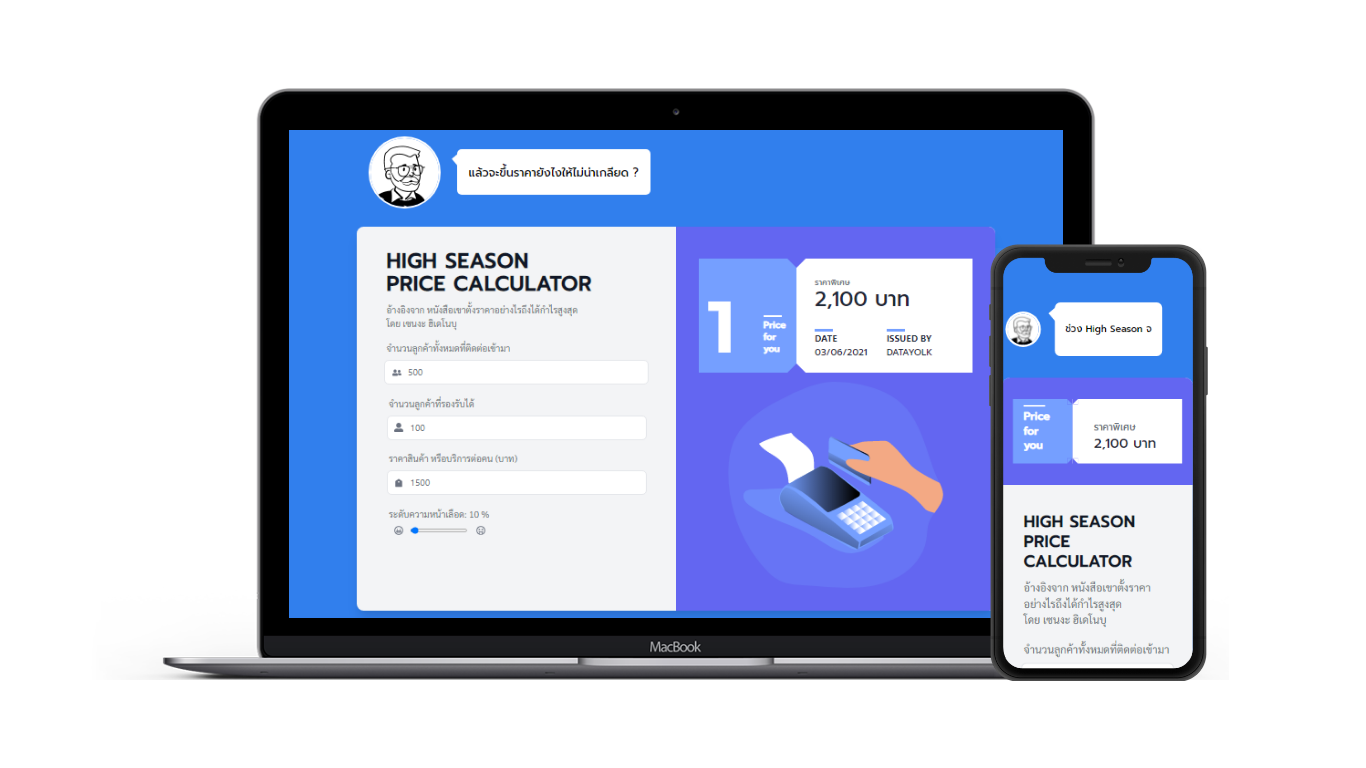 แล้วจะขึ้นราคายังไงให้ไม่น่าเกลียด ?
HIGH SEASON
PRICE CALCULATOR
อ้างอิงจาก หนังสือเขาตั้งราคาอย่างไรถึงได้กำไรสูงสุด
โดย เซนงะ ฮิเดโนบุ
จำนวนลูกค้าทั้งหมดที่ติดต่อเข้ามา
500
จำนวนลูกค้าที่รองรับได้
100
ราคาสินค้า หรือบริการต่อคน (บาท)
1500
ระดับความหน้าเลือด: 10 %
1
Price
for
you
ราคาพิเศษ
2,100 บาท
DATE
03/06/2021
ISSUED BY
DATAYOLK
MacBook
ช่วง High Season จ
Price
for
you
ราคาพิเศษ
2,100 บาท
HIGH SEASON
PRICE
CALCULATOR
อ้างอิงจาก หนังสือเขาตั้งราคา
อย่างไรถึงได้กำไรสูงสุด
โดย เซนงะ ฮิเดโนบุ
จำนวนลูกค้าทั้งหมดที่ติดต่อเข้ามา